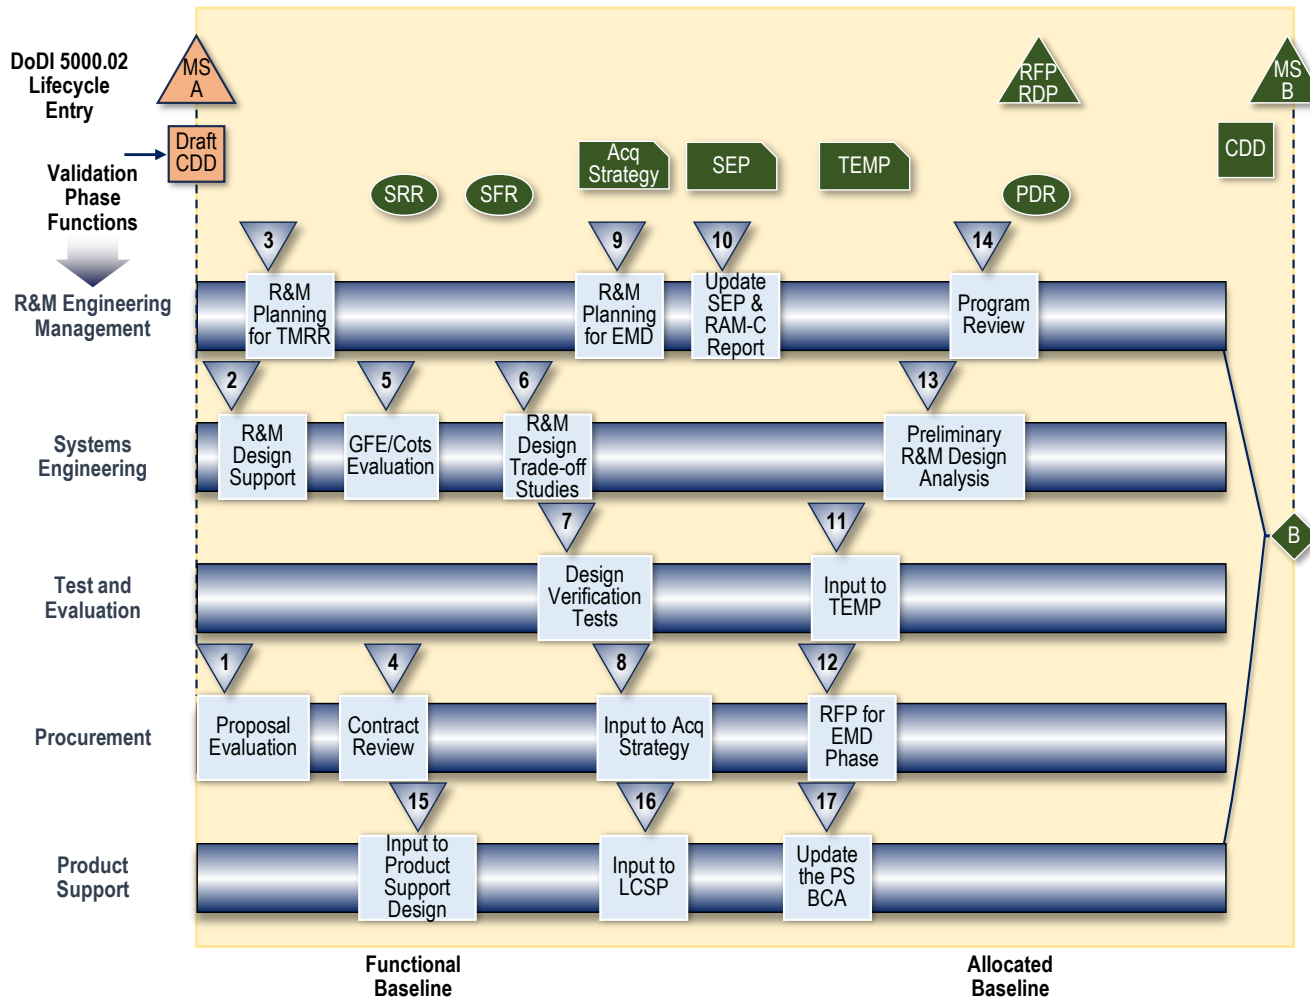 DoDI 5000.02
Lifecycle
Entry
MS
A
RFP
RDP
MS
B
Draft
CDD
Validation
Phase
Functions
Acq
Strategy
SEP
TEMP
CDD
SRR
SFR
PDR
3
9
10
14
R&M Engineering
Management
R&M
Planning
for TMRR
R&M
Planning
for EMD
Update
SEP &
RAM-C
Report
Program
Review
2
5
6
13
Systems
Engineering
R&M
Design
Support
GFE/Cots
Evaluation
R&M
Design
Trade-off
Studies
Preliminary
R&M Design
Analysis
7
11
B
Test and
Evaluation
Design
Verification
Tests
Input to
TEMP
1
4
8
12
Procurement
Proposal
Evaluation
Contract
Review
Input to Acq
Strategy
RFP for
EMD
Phase
15
16
17
Product
Support
Input to
Product
Support
Design
Input to
LCSP
Update
the PS
BCA
Functional
Baseline
Allocated
Baseline